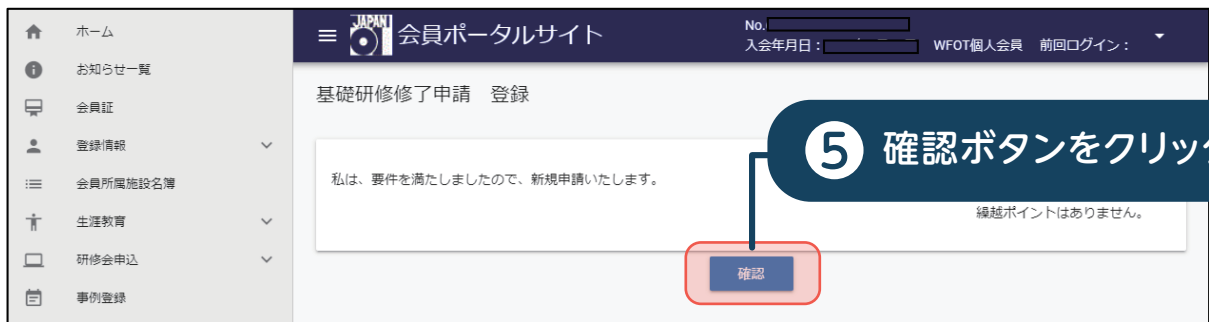 ホーム
お知らせ一覧
会員証
登録情報
会員所属施設名簿
生涯教育
研修会申込
事例登録
JAPAN
会員ポータルサイト
No.
入会年月日：
WFOT個人会員 前回ログイン：
基礎研修修了申請 登録
5 確認ボタンをクリック
私は、要件を満たしましたので、新規申請いたします。
繰越ポイントはありません。
確認